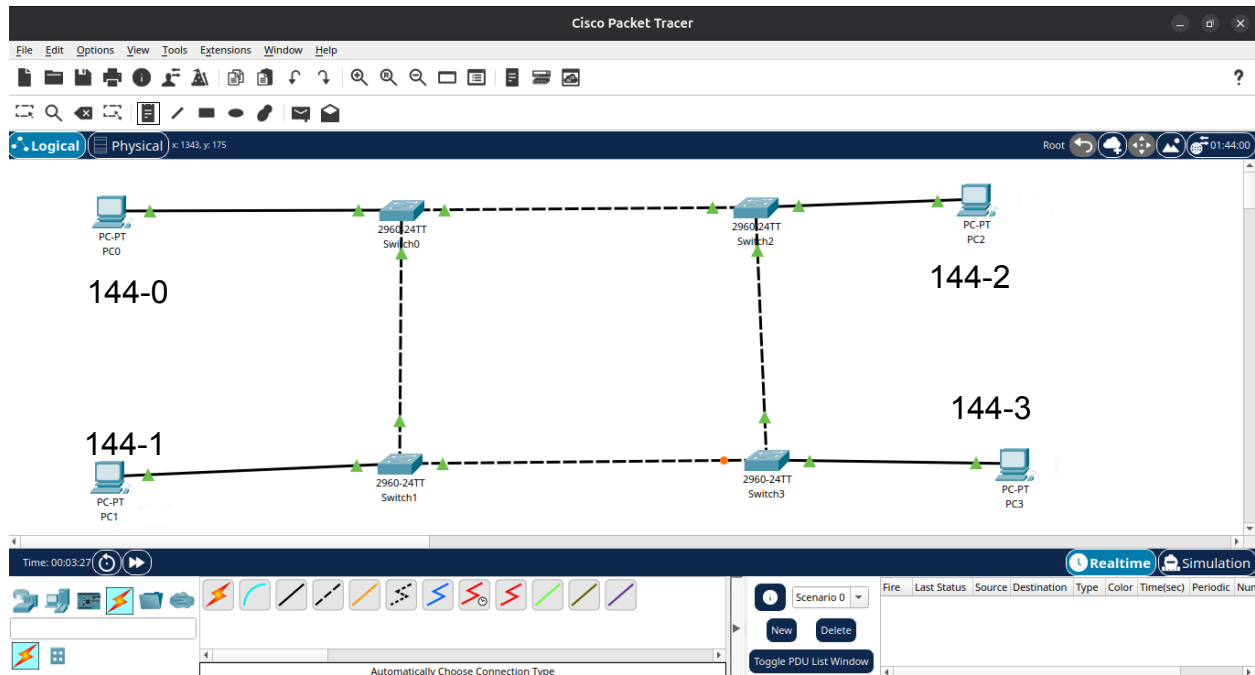 Cisco Packet Tracer
File Edit Options View Tools Extensions Window Help
?
Logical Physical x: 1343, y: 175 Root 01:44:00
PC-PT
PC0
144-0
2960-24TT
Switch0
2960-24TT
Switch2
PC-PT
PC2
144-2
144-1
PC-PT
PC1
2960-24TT
Switch1
2960-24TT
Switch3
144-3
PC-PT
PC3
Time: 00:03:27 Realtime Simulation
Scenario 0
New Delete
Toggle PDU List Window
Fire Last Status Source Destination Type Color Time(sec) Periodic Num
Automatically Choose Connection Type